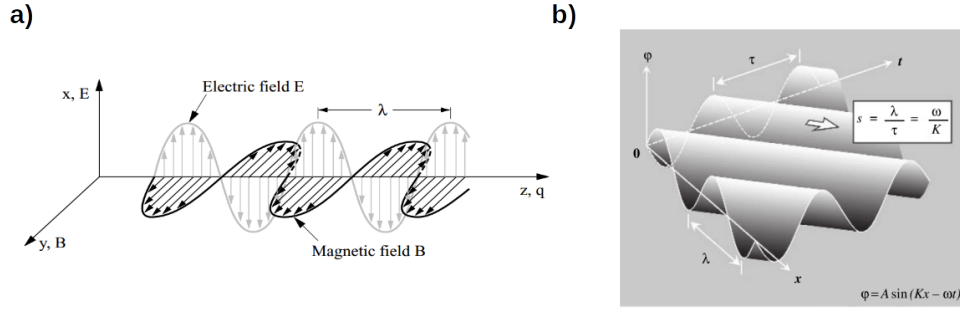 a)
x, E
Electric field E
λ
z, q
y, B
Magnetic field B
b)
φ
τ
t
s = λ/τ = ω/K
0
λ
x
φ=A sin (Kx – ωt)